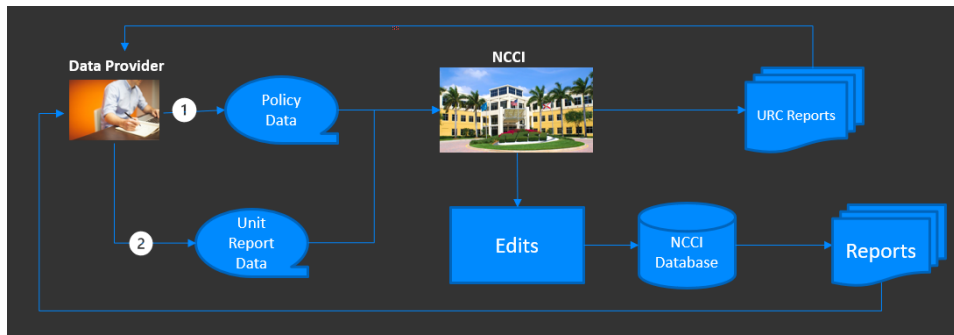 Data Provider
NCCI
1
Policy
Data
URC Reports
2
Unit
Report
Data
Edits
NCCI
Database
Reports